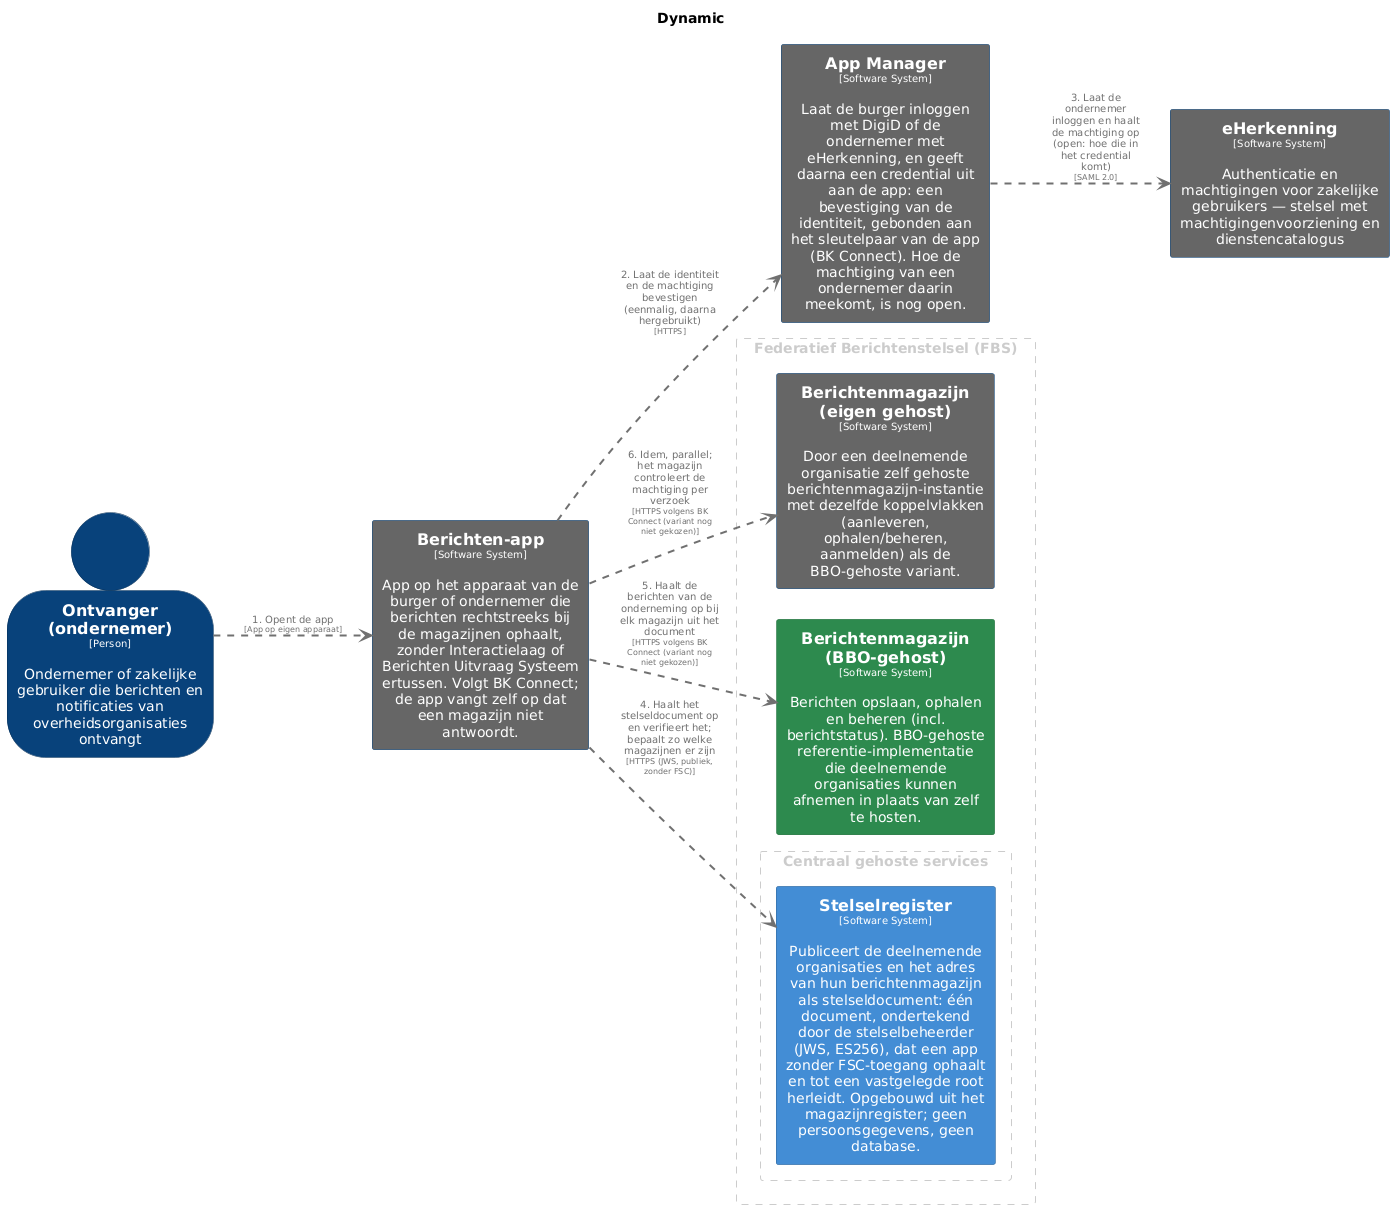 Dynamic
App Manager
[Software System]
Laat de burger inloggen
met DigiD of de
ondernemer met
eHerkenning, en geeft
daarna een credential uit
aan de app: een
bevestiging van de
identiteit, gebonden aan
het sleutelpaar van de app
(BK Connect). Hoe de
machtiging van een
ondernemer daarin
meekomt, is nog open.
3. Laat de
ondernemer
inloggen en haalt
de machtiging op
(open: hoe die in
het credential
komt)
[SAML 2.0]
eHerkenning
[Software System]
Authenticatie en
machtigingen voor zakelijke
gebruikers — stelsel met
machtigingenvoorziening en
dienstencatalogus
2. Laat de identiteit
en de machtiging
bevestigen
(eenmalig, daarna
hergebruikt)
[HTTPS]
Federatief Berichtenstelsel (FBS)
Berichtenmagazijn
(eigen gehost)
[Software System]
Door een deelnemende
organisatie zelf gehoste
berichtenmagazijn-instantie
met dezelfde koppelvlakken
(aanleveren,
ophalen/beheren,
aanmelden) als de
BBO-gehoste variant.
6. Idem, parallel;
het magazijn
controleert de
machtiging per
verzoek
[HTTPS volgens BK
Connect (variant nog
niet gekozen)]
Ontvanger
(ondernemer)
[Person]
Ondernemer of zakelijke
gebruiker die berichten en
notificaties van
overheidsorganisaties
ontvangt
1. Opent de app
[App op eigen apparaat]
Berichten-app
[Software System]
App op het apparaat van de
burger of ondernemer die
berichten rechtstreeks bij
de magazijnen ophaalt,
zonder Interactielaag of
Berichten Uitvraag Systeem
ertussen. Volgt BK Connect;
de app vangt zelf op dat
een magazijn niet
antwoordt.
5. Haalt de
berichten van de
onderneming op bij
elk magazijn uit het
document
[HTTPS volgens BK
Connect (variant nog
niet gekozen)]
Berichtenmagazijn
(BBO-gehost)
[Software System]
Berichten opslaan, ophalen
en beheren (incl.
berichtstatus). BBO-gehoste
referentie-implementatie
die deelnemende
organisaties kunnen
afnemen in plaats van zelf
te hosten.
4. Haalt het
stelseldocument op
en verifieert het;
bepaalt zo welke
magazijnen er zijn
[HTTPS (JWS, publiek,
zonder FSC)]
Centraal gehoste services
Stelselregister
[Software System]
Publiceert de deelnemende
organisaties en het adres
van hun berichtenmagazijn
als stelseldocument: één
document, ondertekend
door de stelselbeheerder
(JWS, ES256), dat een app
zonder FSC-toegang ophaalt
en tot een vastgelegde root
herleidt. Opgebouwd uit het
magazijnregister; geen
persoonsgegevens, geen
database.